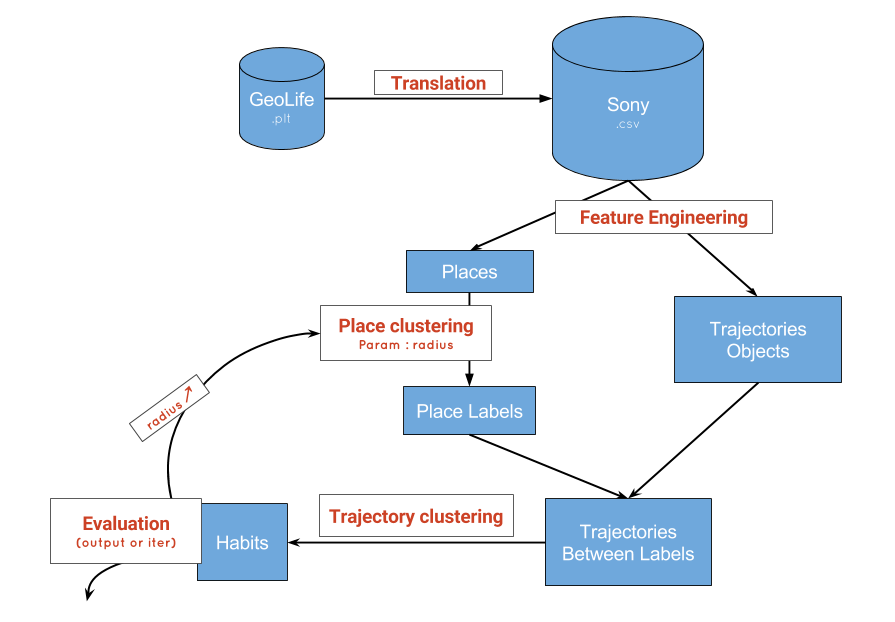 Translation
GeoLife
.plt
Sony
.csv
Feature Engineering
Places
Place clustering
Param : radius
Trajectories
Objects
radius ↗
Place Labels
Trajectory clustering
Evaluation
(output or iter)
Habits
Trajectories
Between Labels